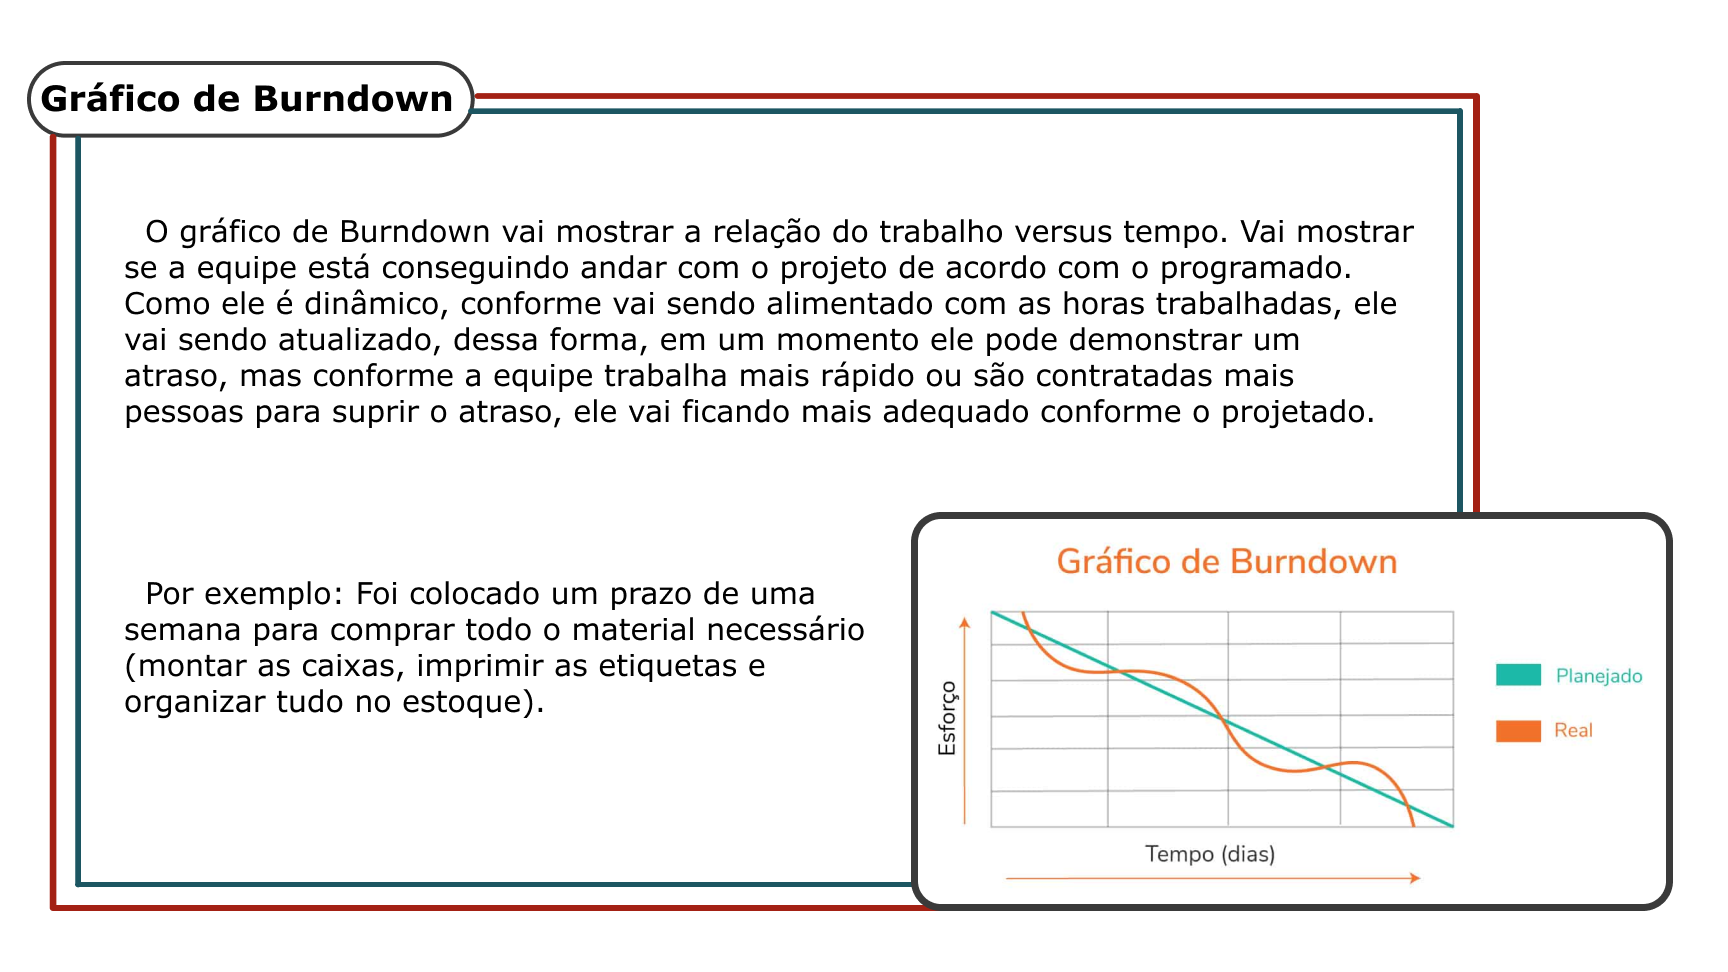 Gráfico de Burndown
O gráfico de Burndown vai mostrar a relação do trabalho versus tempo. Vai mostrar
se a equipe está conseguindo andar com o projeto de acordo com o programado.
Como ele é dinâmico, conforme vai sendo alimentado com as horas trabalhadas, ele
vai sendo atualizado, dessa forma, em um momento ele pode demonstrar um
atraso, mas conforme a equipe trabalha mais rápido ou são contratadas mais
pessoas para suprir o atraso, ele vai ficando mais adequado conforme o projetado.
Por exemplo: Foi colocado um prazo de uma
semana para comprar todo o material necessário
(montar as caixas, imprimir as etiquetas e
organizar tudo no estoque).
Gráfico de Burndown
Esforço
Planejado
Real
Tempo (dias)